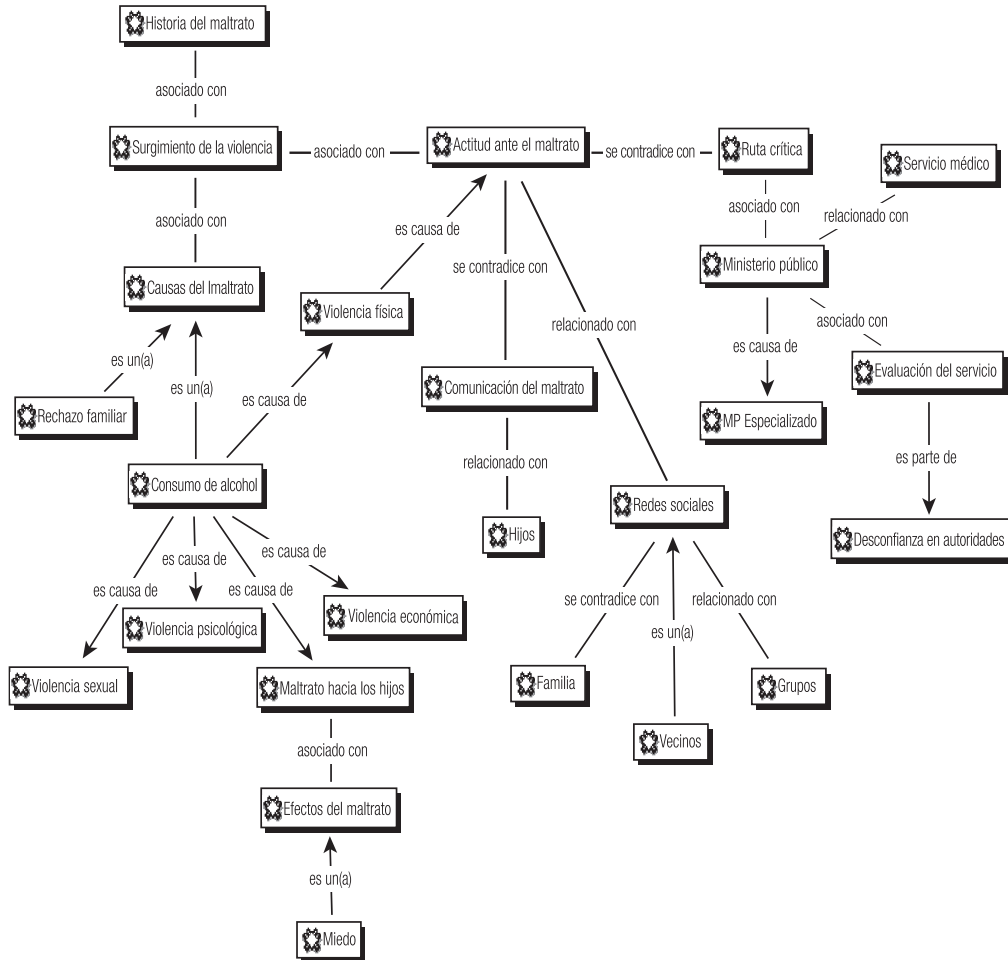 Historia del maltrato
asociado con
Surgimiento de la violencia
asociado con
Actitud ante el maltrato
se contradice con
Ruta crítica
Servicio médico
asociado con
relacionado con
asociado con
es causa de
se contradice con
Ministerio público
Causas del lmaltrato
Violencia física
relacionado con
es causa de
asociado con
es un(a)
es un(a)
es causa de
Comunicación del maltrato
Evaluación del servicio
Rechazo familiar
MP Especializado
relacionado con
es parte de
Consumo de alcohol
Redes sociales
Hijos
Desconfianza en autoridades
es causa de
es causa de
es causa de
es causa de
se contradice con
es un(a)
relacionado con
Violencia psicológica
Violencia económica
Violencia sexual
Maltrato hacia los hijos
Familia
Grupos
Vecinos
asociado con
Efectos del maltrato
es un(a)
Miedo